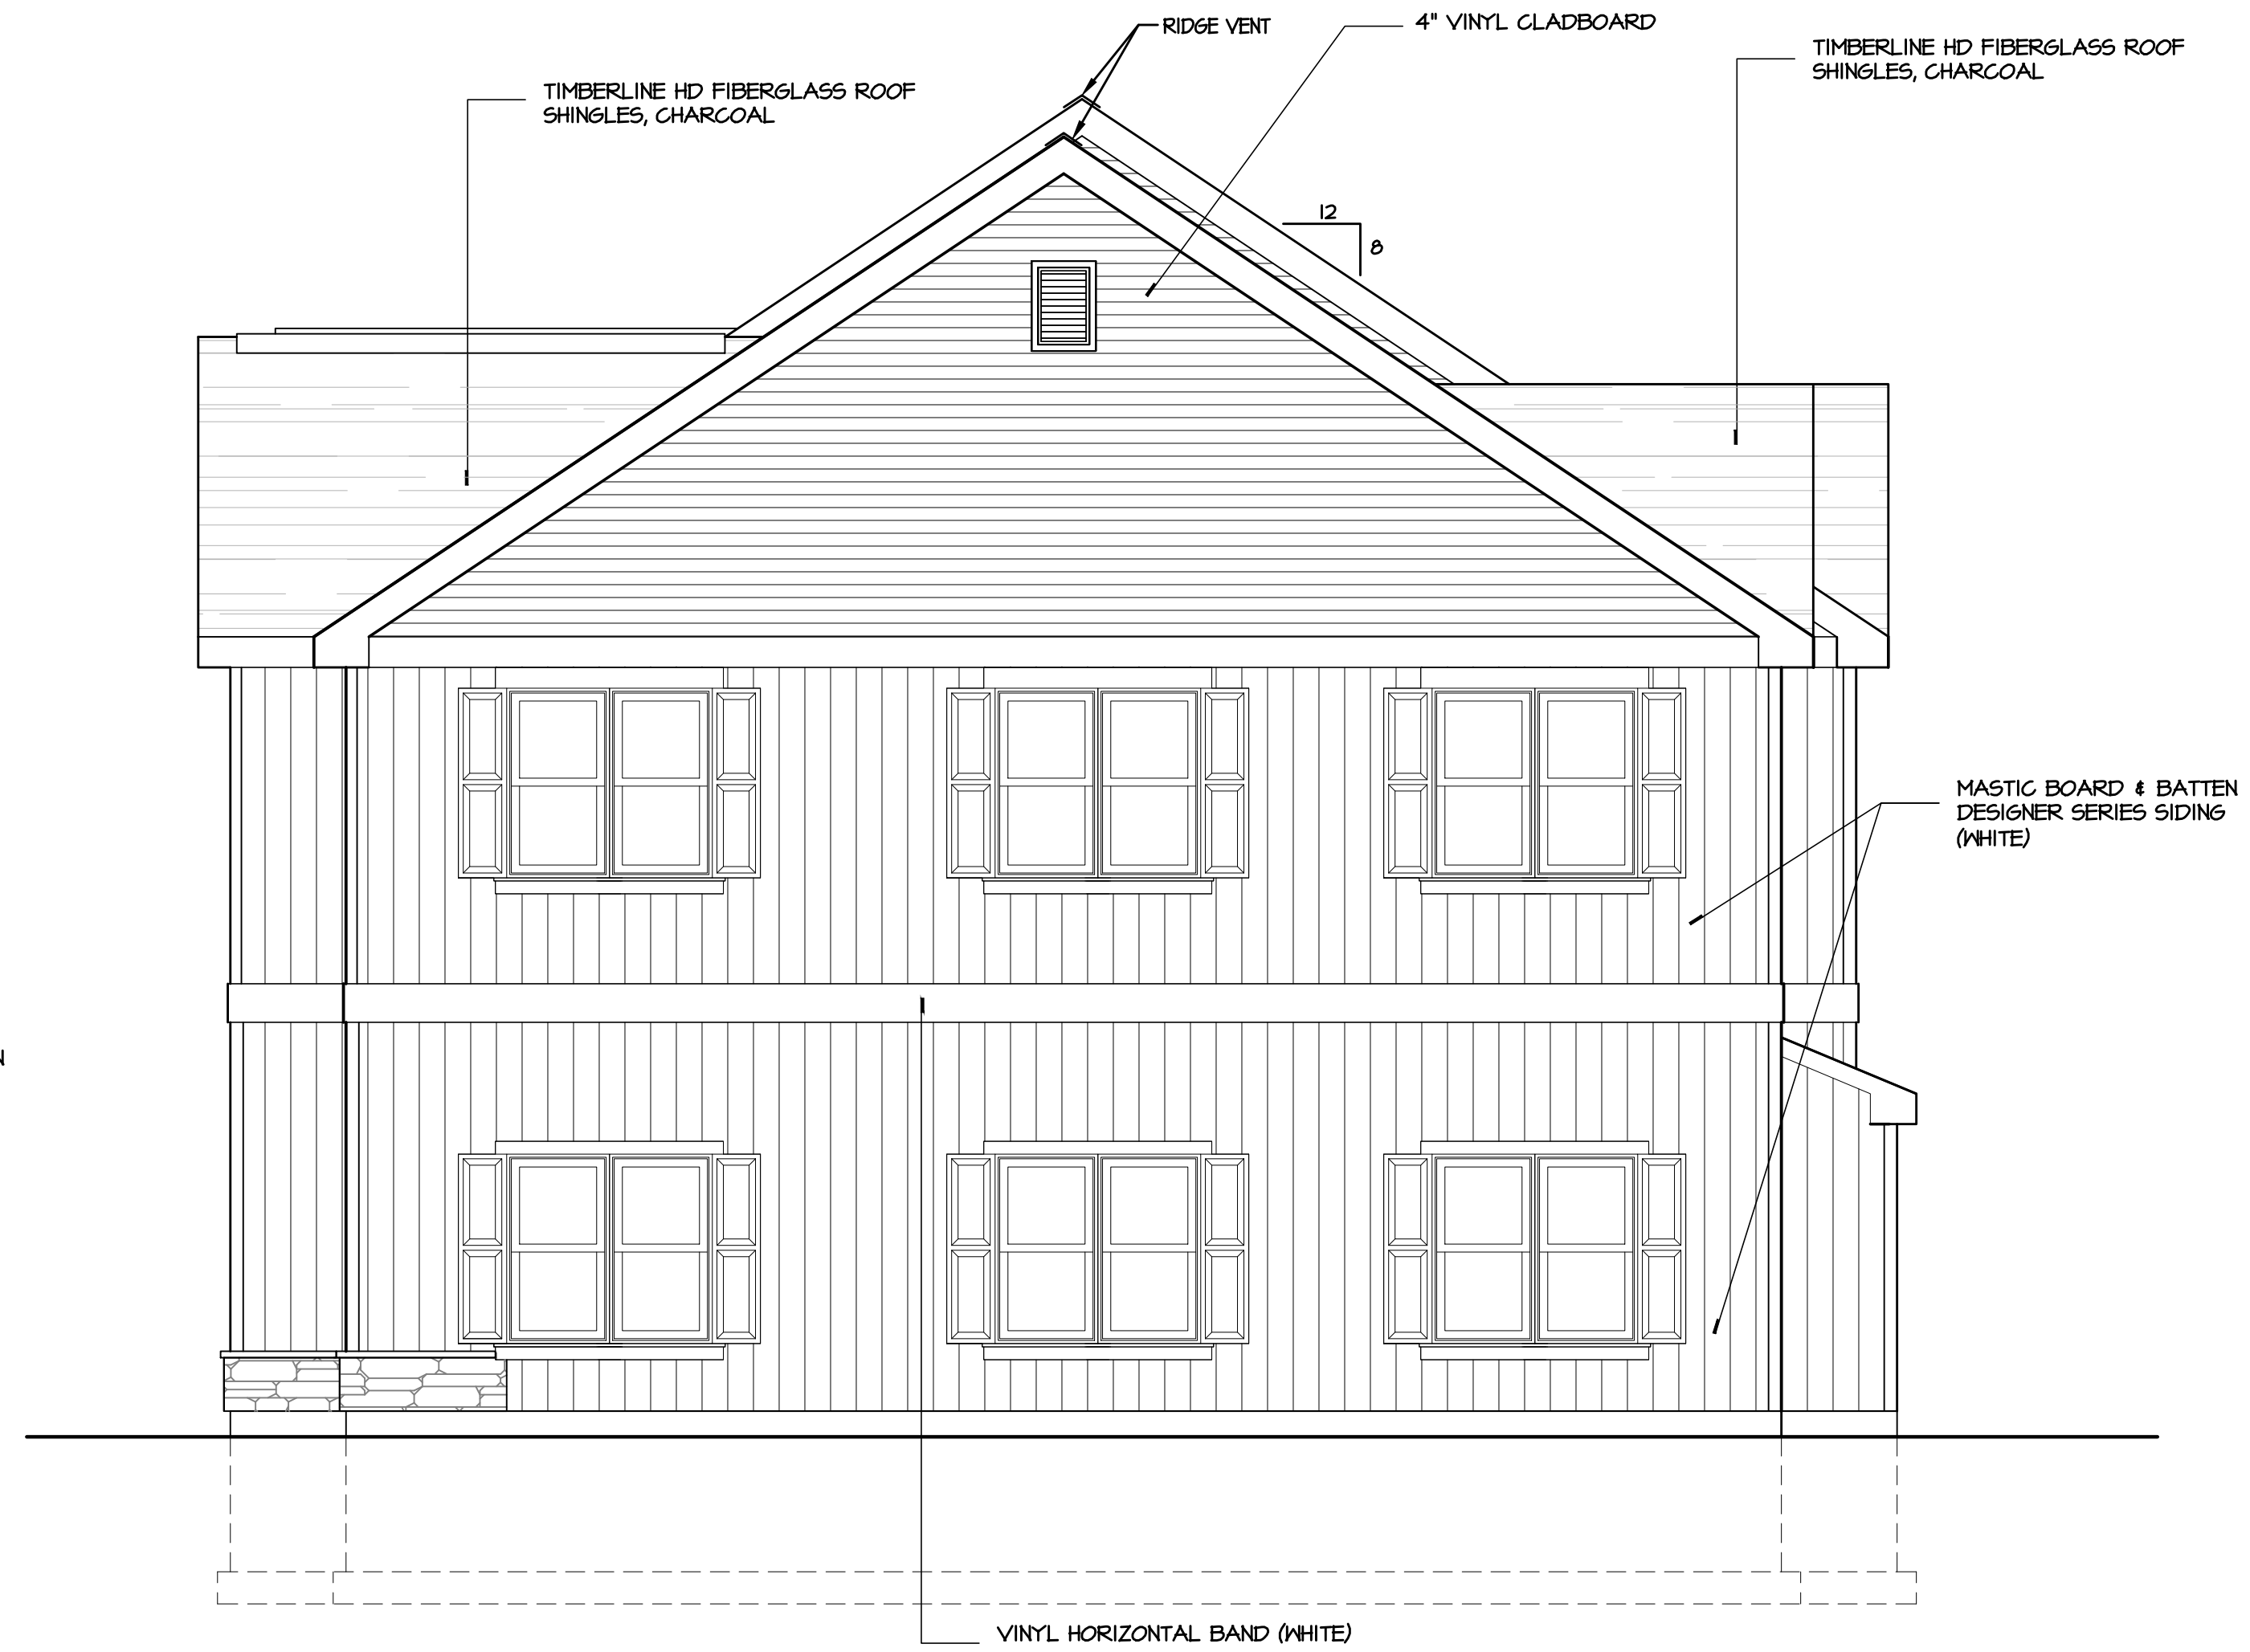 RIDGE VENT
4" VINYL CLADBOARD
TIMBERLINE HD FIBERGLASS ROOF
SHINGLES, CHARCOAL
TIMBERLINE HD FIBERGLASS ROOF
SHINGLES, CHARCOAL
12
8
MASTIC BOARD & BATTEN
DESIGNER SERIES SIDING
(WHITE)
N
VINYL HORIZONTAL BAND (WHITE)